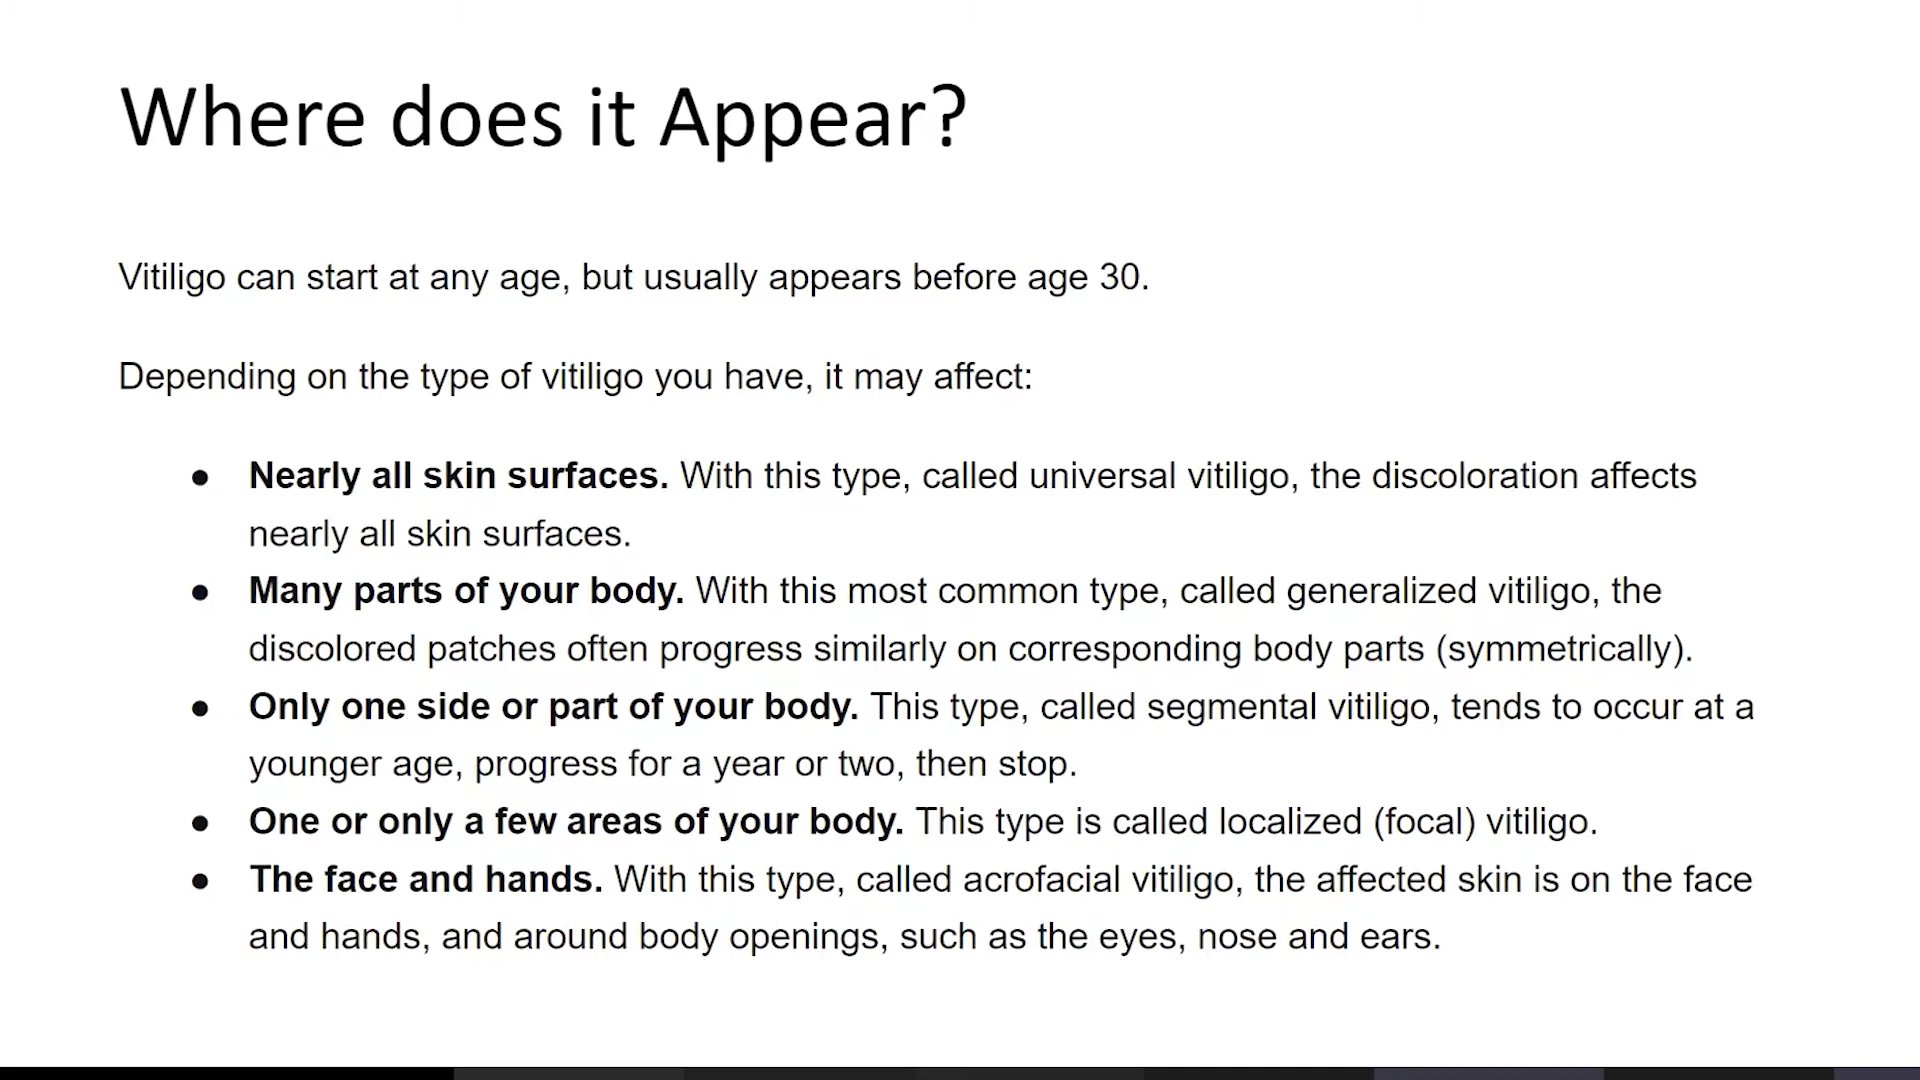 Where does it Appear?
Vitiligo can start at any age, but usually appears before age 30.
Depending on the type of vitiligo you have, it may affect:
● Nearly all skin surfaces. With this type, called universal vitiligo, the discoloration affects
nearly all skin surfaces.
● Many parts of your body. With this most common type, called generalized vitiligo, the
discolored patches often progress similarly on corresponding body parts (symmetrically).
● Only one side or part of your body. This type, called segmental vitiligo, tends to occur at a
younger age, progress for a year or two, then stop.
● One or only a few areas of your body. This type is called localized (focal) vitiligo.
● The face and hands. With this type, called acrofacial vitiligo, the affected skin is on the face
and hands, and around body openings, such as the eyes, nose and ears.